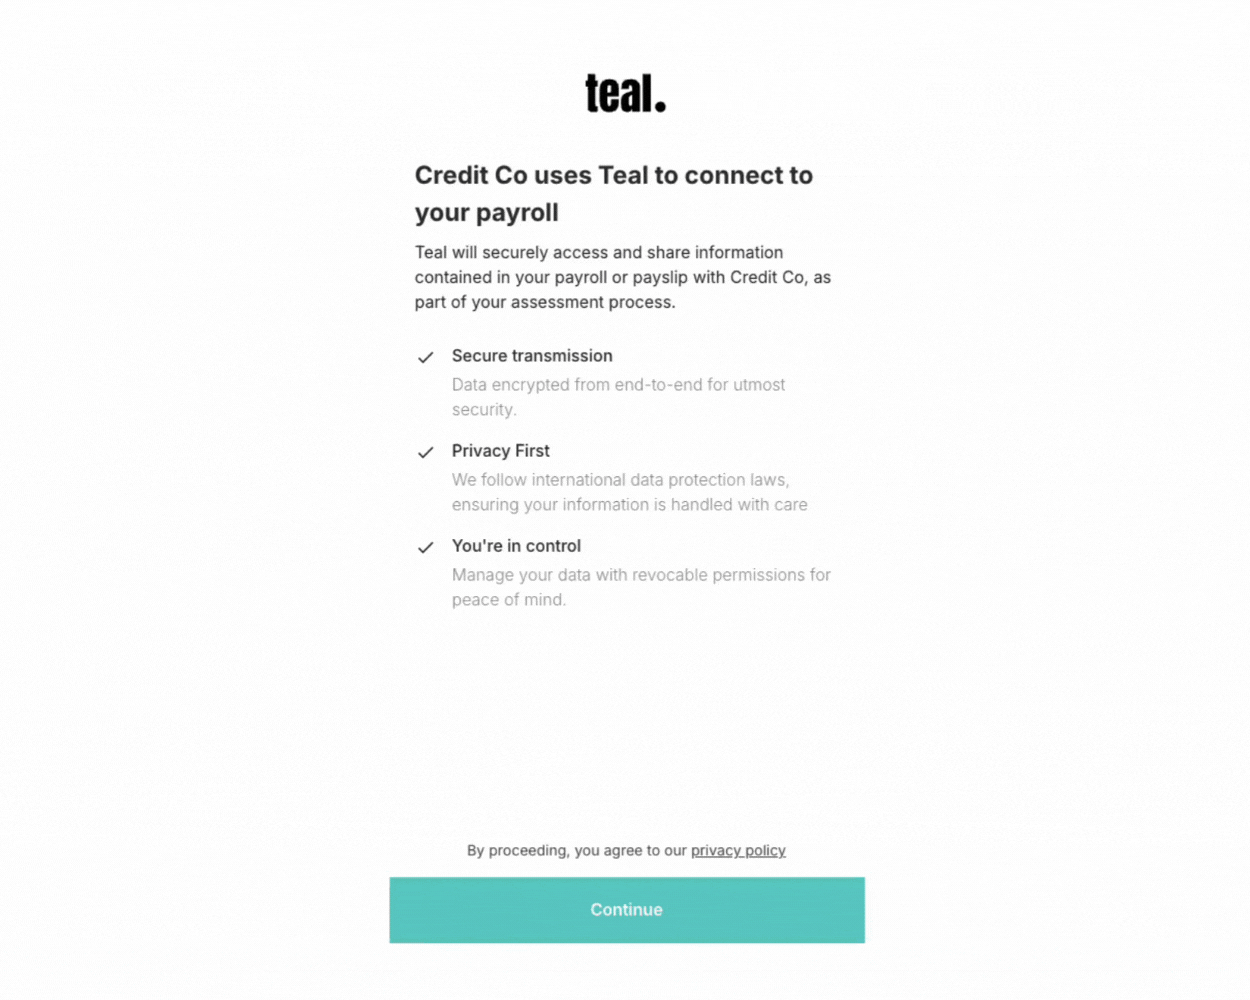 teal.
Credit Co uses Teal to connect to
your payroll
Teal will securely access and share information
contained in your payroll or payslip with Credit Co, as
part of your assessment process.
Secure transmission
Data encrypted from end-to-end for utmost
security.
Privacy First
We follow international data protection laws,
ensuring your information is handled with care
You're in control
Manage your data with revocable permissions for
peace of mind.
By proceeding, you agree to our privacy policy
Continue